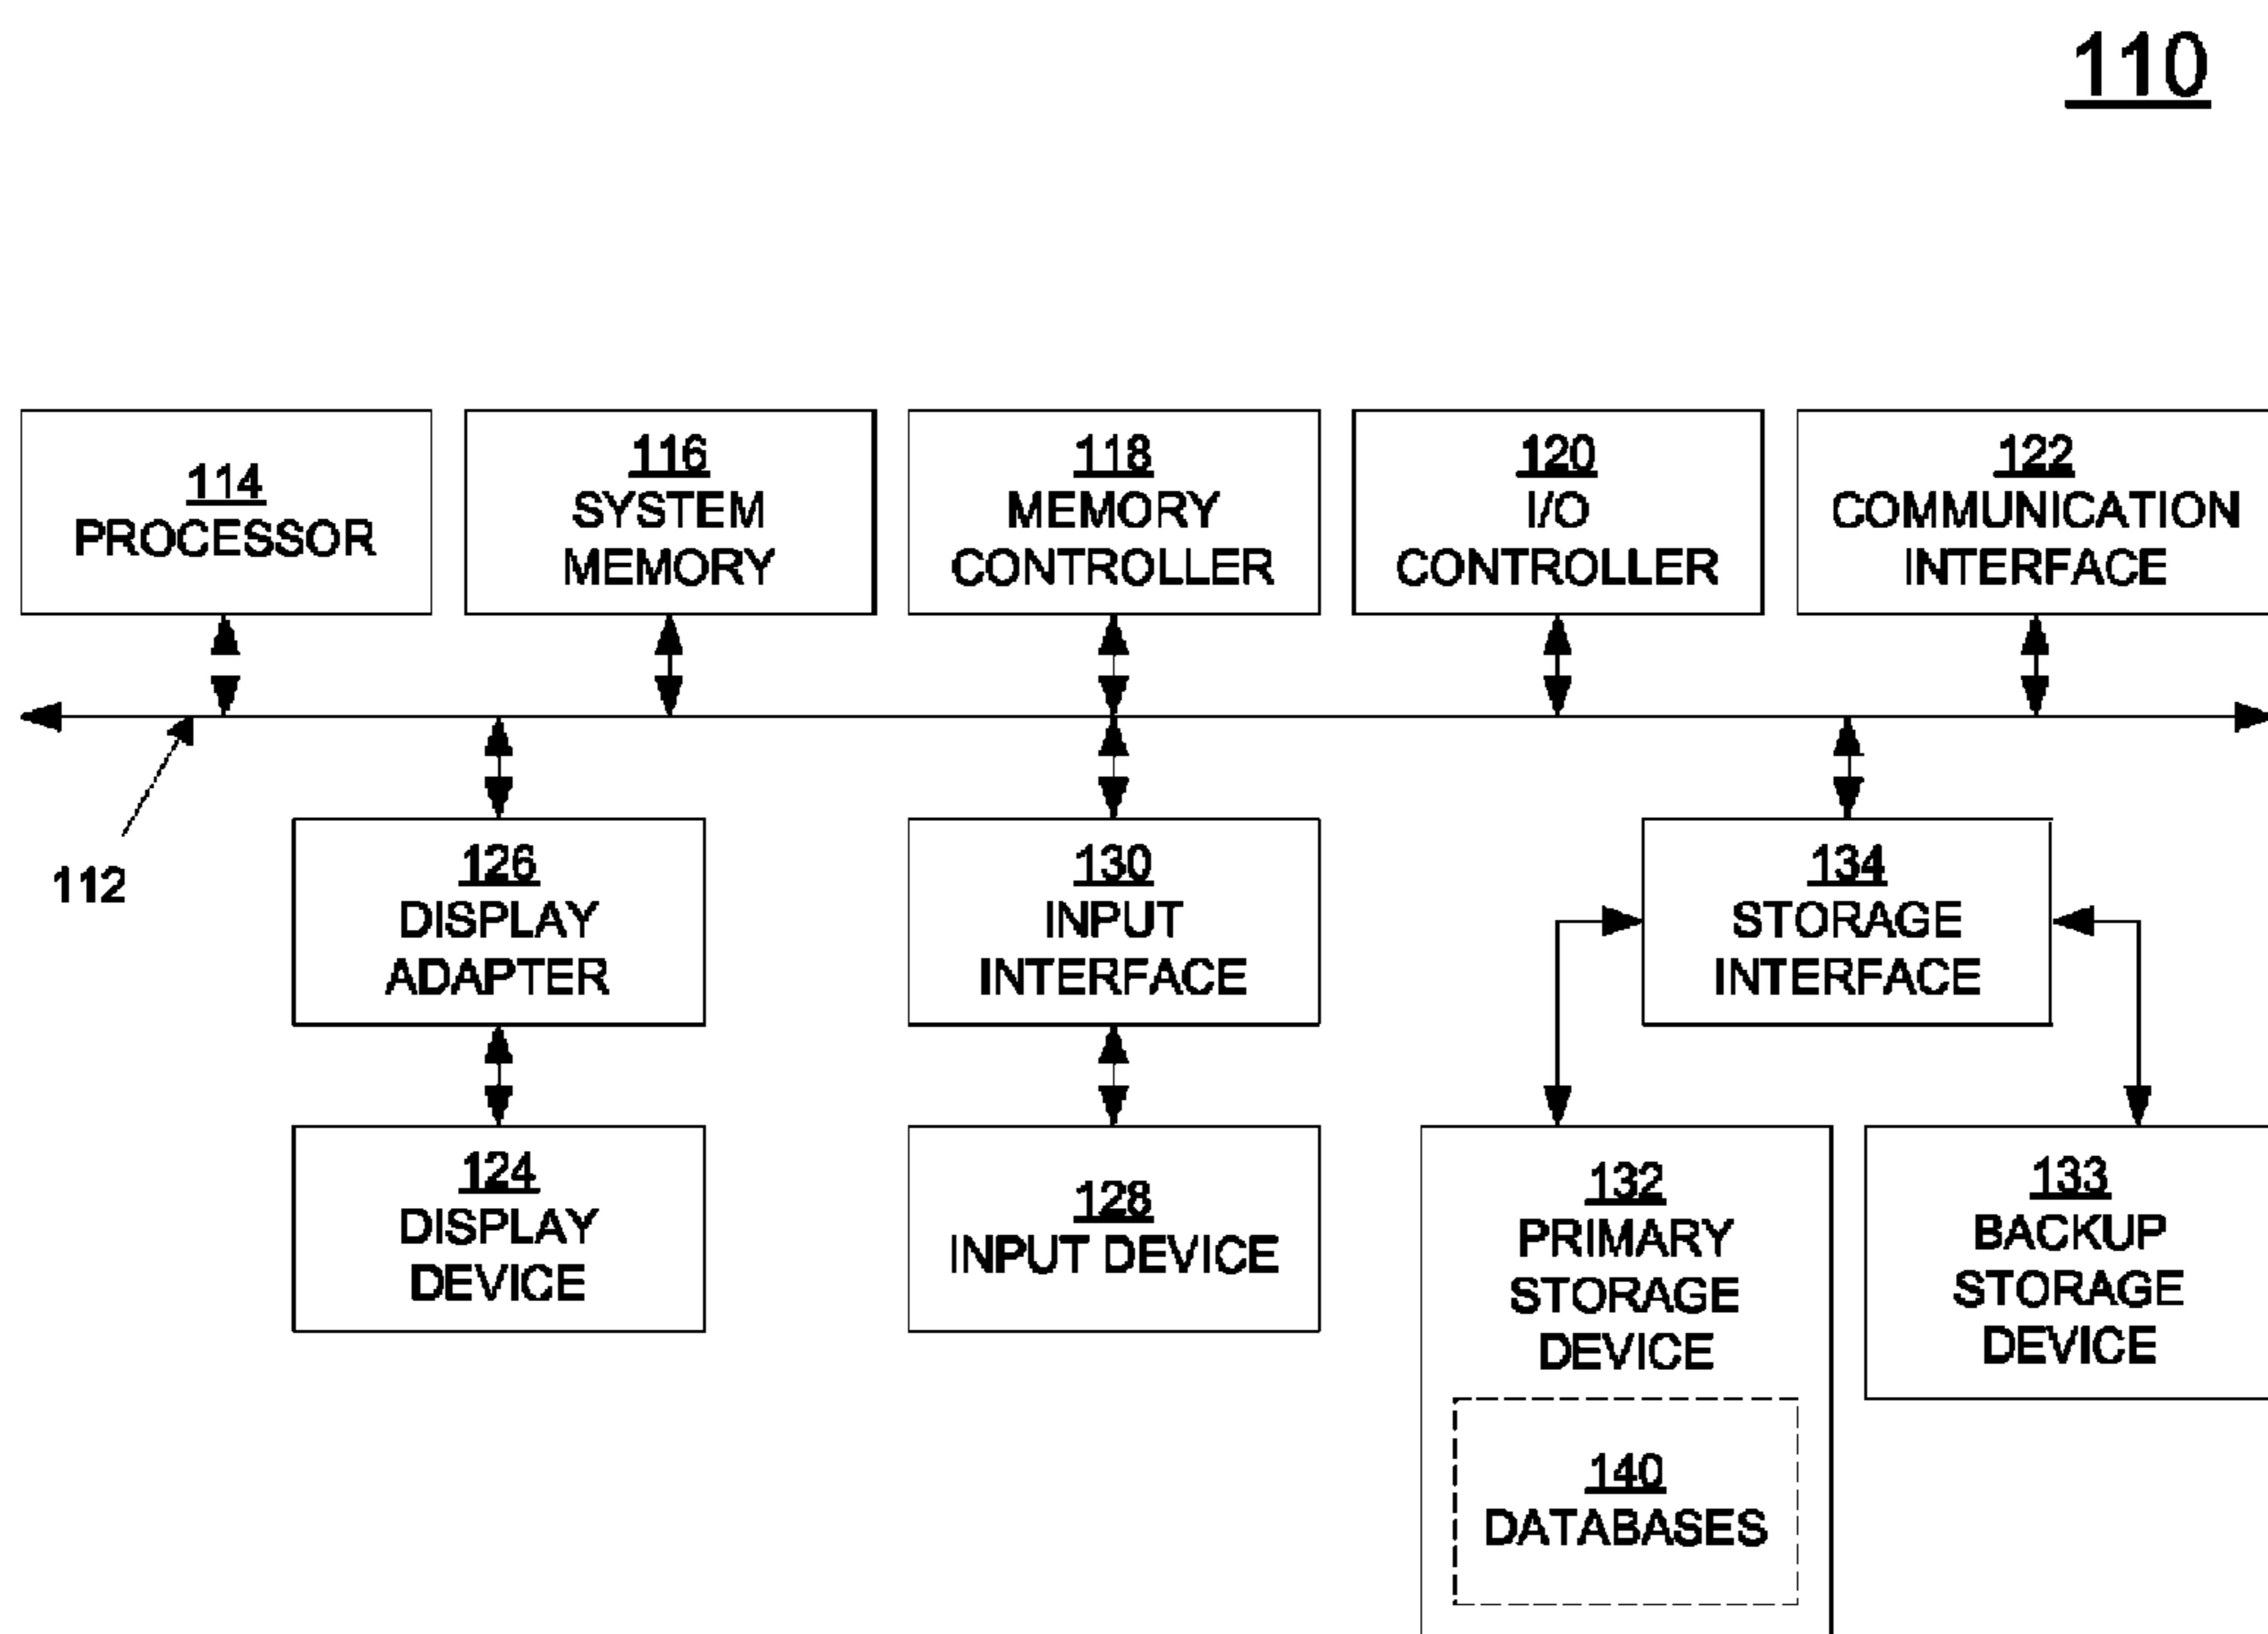 110
114
PROCESSOR
116
SYSTEM
MEMORY
118
MEMORY
CONTROLLER
120
I/O
CONTROLLER
122
COMMUNICATION
INTERFACE
112
126
DISPLAY
ADAPTER
130
INPUT
INTERFACE
134
STORAGE
INTERFACE
124
DISPLAY
DEVICE
128
INPUT DEVICE
132
PRIMARY
STORAGE
DEVICE
133
BACKUP
STORAGE
DEVICE
140
DATABASES